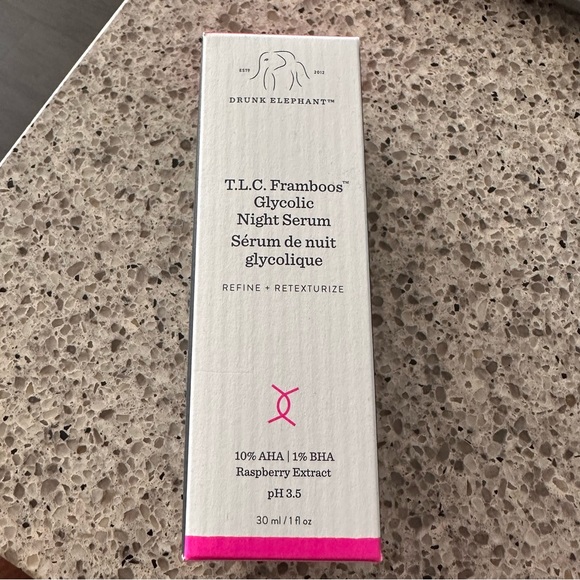 ESTD 2012
DRUNK ELEPHANT™
T.L.C. Framboos™
Glycolic
Night Serum
Sérum de nuit
glycolique
REFINE + RETEXTURIZE
10% AHA | 1% BHA
Raspberry Extract
pH 3.5
30 ml / 1 fl oz